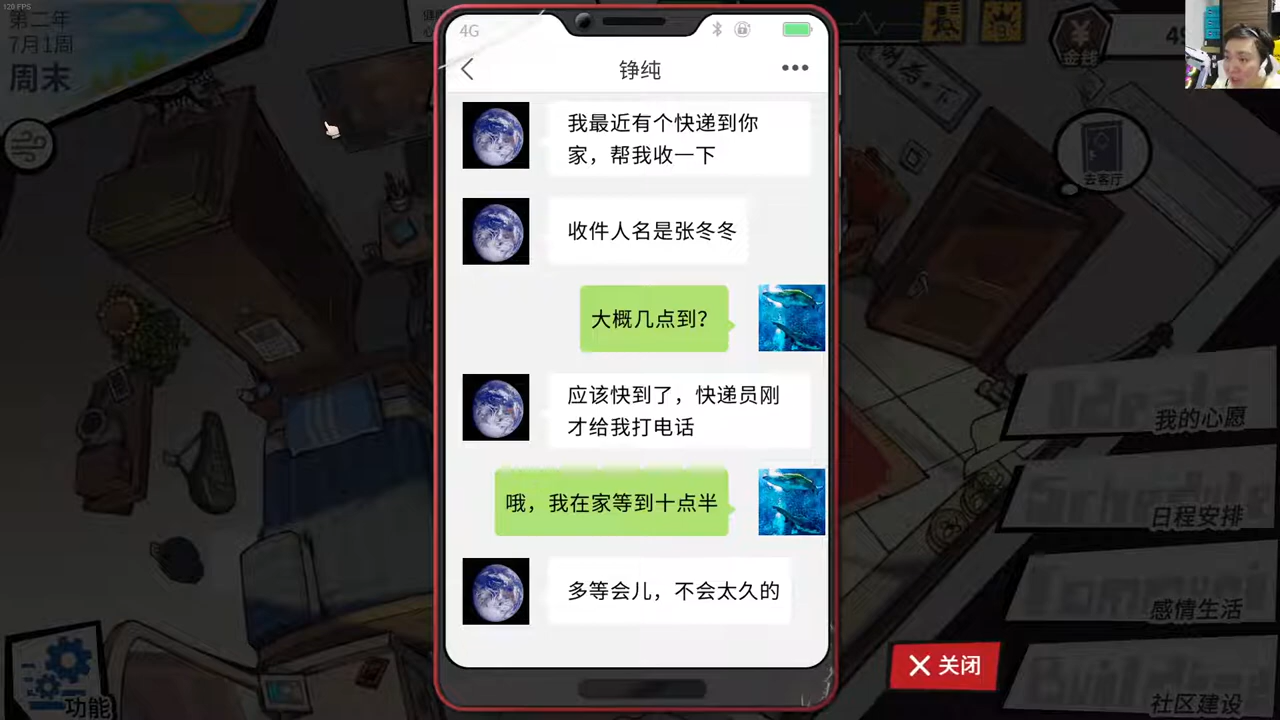 120 FPS
第二年
7月1周
周末
4G
铮纯
我最近有个快递到你
家，帮我收一下
收件人名是张冬冬
大概几点到？
应该快到了，快递员刚
才给我打电话
哦，我在家等到十点半
多等会儿，不会太久的
金钱
去客厅
我的心愿
日程安排
感情生活
社区建设
关闭
功能